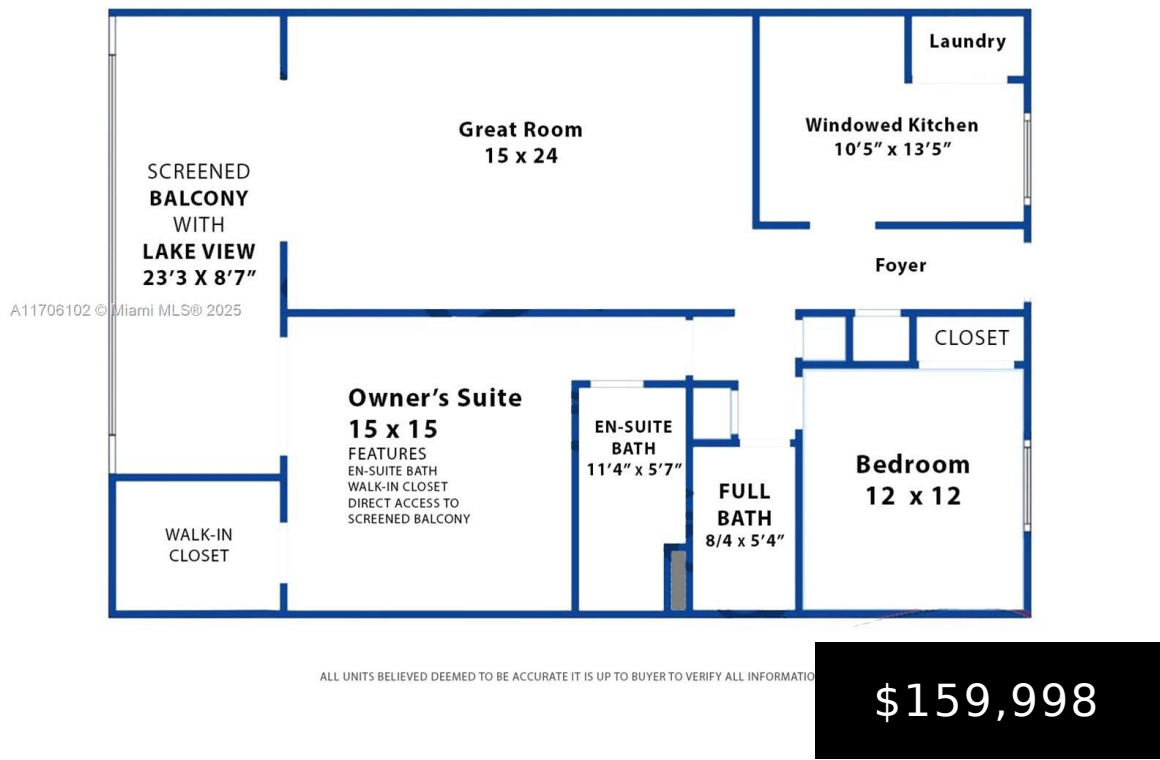 Laundry
Great Room
15 x 24
Windowed Kitchen
10'5” x 13'5”
SCREENED
BALCONY
WITH
LAKE VIEW
23'3 X 8'7”
Foyer
A11706102 © Miami MLS® 2025
CLOSET
Owner's Suite
15 x 15
FEATURES
EN-SUITE BATH
WALK-IN CLOSET
DIRECT ACCESS TO
SCREENED BALCONY
EN-SUITE
BATH
11'4” x 5'7”
Bedroom
12 x 12
FULL
BATH
8/4 x 5'4”
WALK-IN
CLOSET
ALL UNITS BELIEVED DEEMED TO BE ACCURATE IT IS UP TO BUYER TO VERIFY ALL INFORMATIO
$159,998